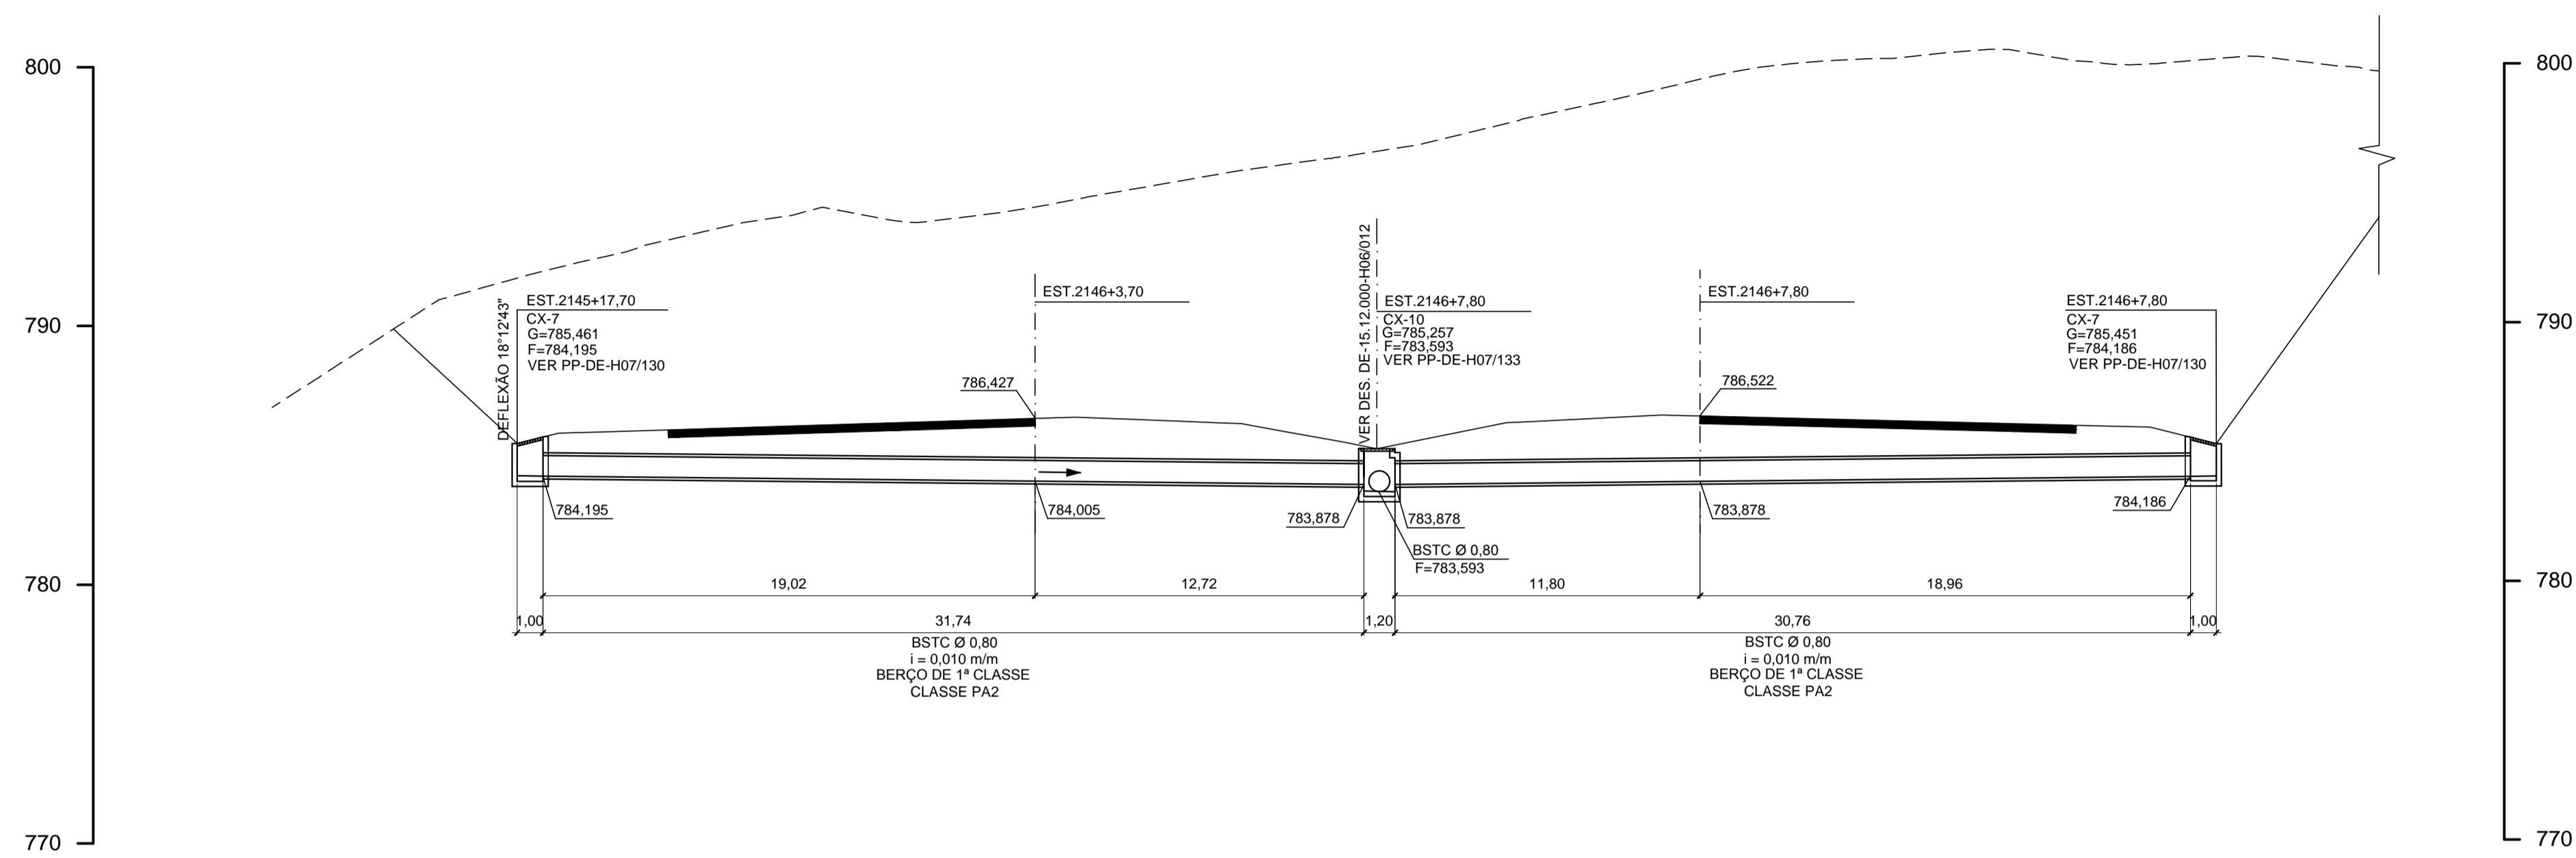 800
800
790
790
780
780
770
770
DEFLEXÃO 18°12'43"
EST.2145+17,70
CX-7
G=785,461
F=784,195
VER PP-DE-H07/130
EST.2146+3,70
786,427
VER DES. DE-15.12.000-H06/012
EST.2146+7,80
CX-10
G=785,257
F=783,593
VER PP-DE-H07/133
EST.2146+7,80
786,522
EST.2146+7,80
CX-7
G=785,451
F=784,186
VER PP-DE-H07/130
784,195
784,005
783,878
783,878
783,878
784,186
BSTC Ø 0,80
F=783,593
19,02
12,72
11,80
18,96
1,00
31,74
1,20
30,76
1,00
BSTC Ø 0,80
i = 0,010 m/m
BERÇO DE 1ª CLASSE
CLASSE PA2
BSTC Ø 0,80
i = 0,010 m/m
BERÇO DE 1ª CLASSE
CLASSE PA2